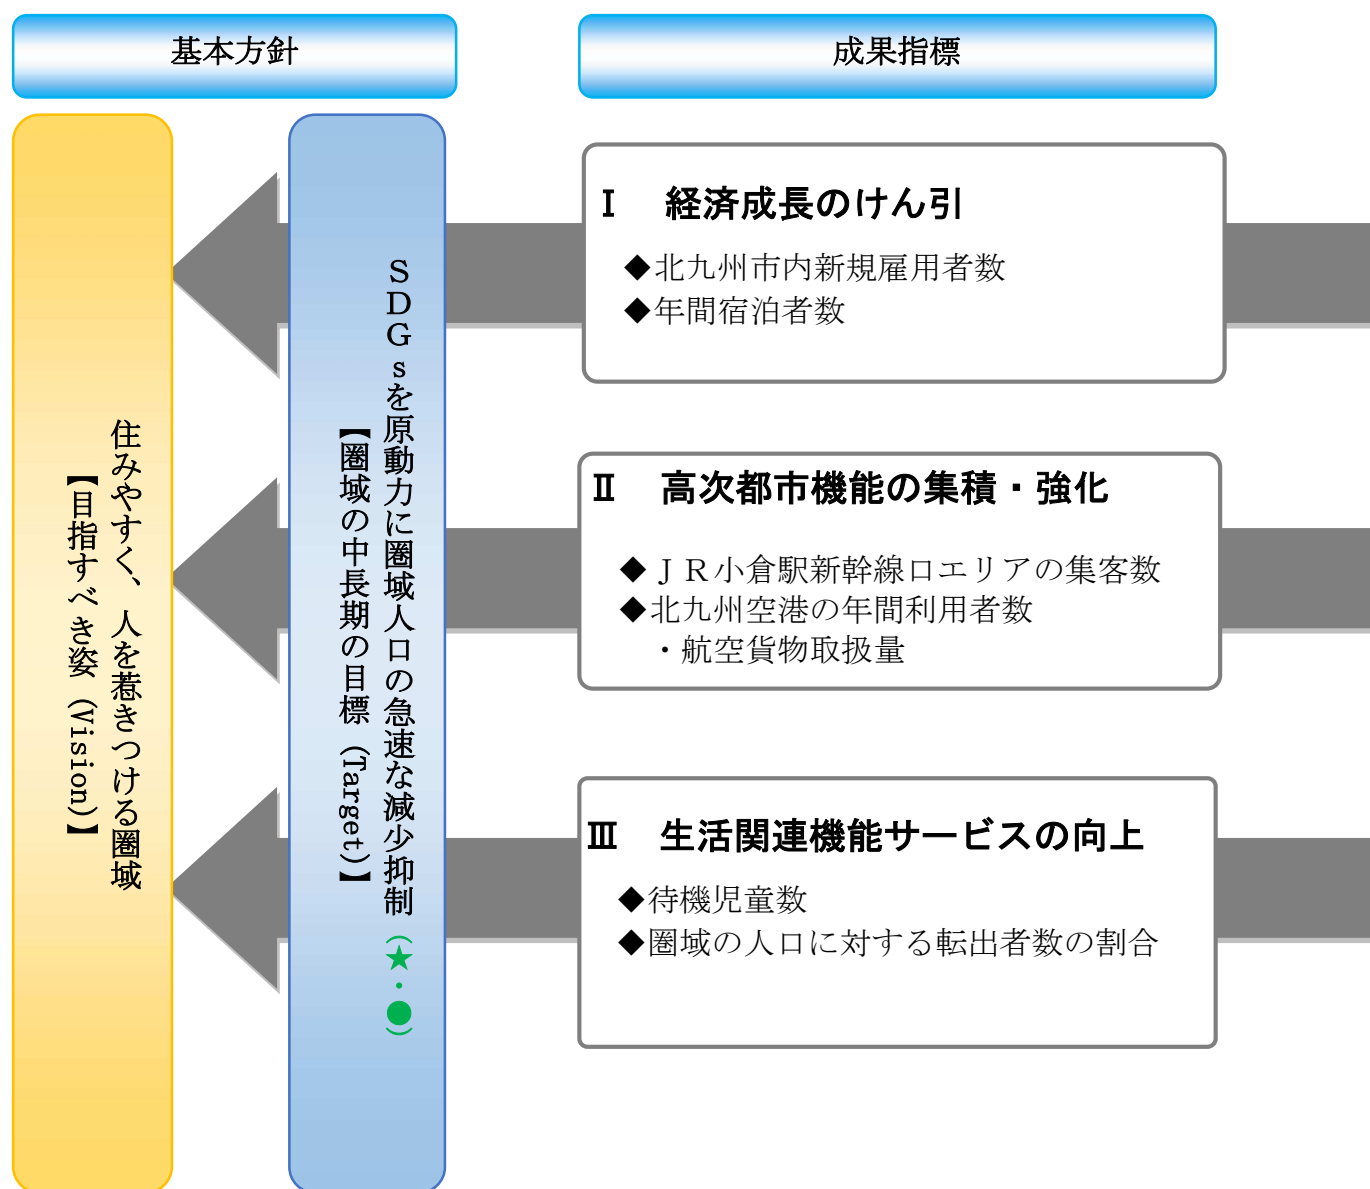 基本方針
成果指標
住みやすく、人を惹きつける圏域
【目指すべき姿（Vision）】
ＳＤＧｓを原動力に圏域人口の急速な減少抑制（★・●）
【圏域の中長期の目標（Target）】
Ⅰ　経済成長のけん引
◆北九州市内新規雇用者数
◆年間宿泊者数
Ⅱ　高次都市機能の集積・強化
◆ＪＲ小倉駅新幹線口エリアの集客数
◆北九州空港の年間利用者数
・航空貨物取扱量
Ⅲ　生活関連機能サービスの向上
◆待機児童数
◆圏域の人口に対する転出者数の割合